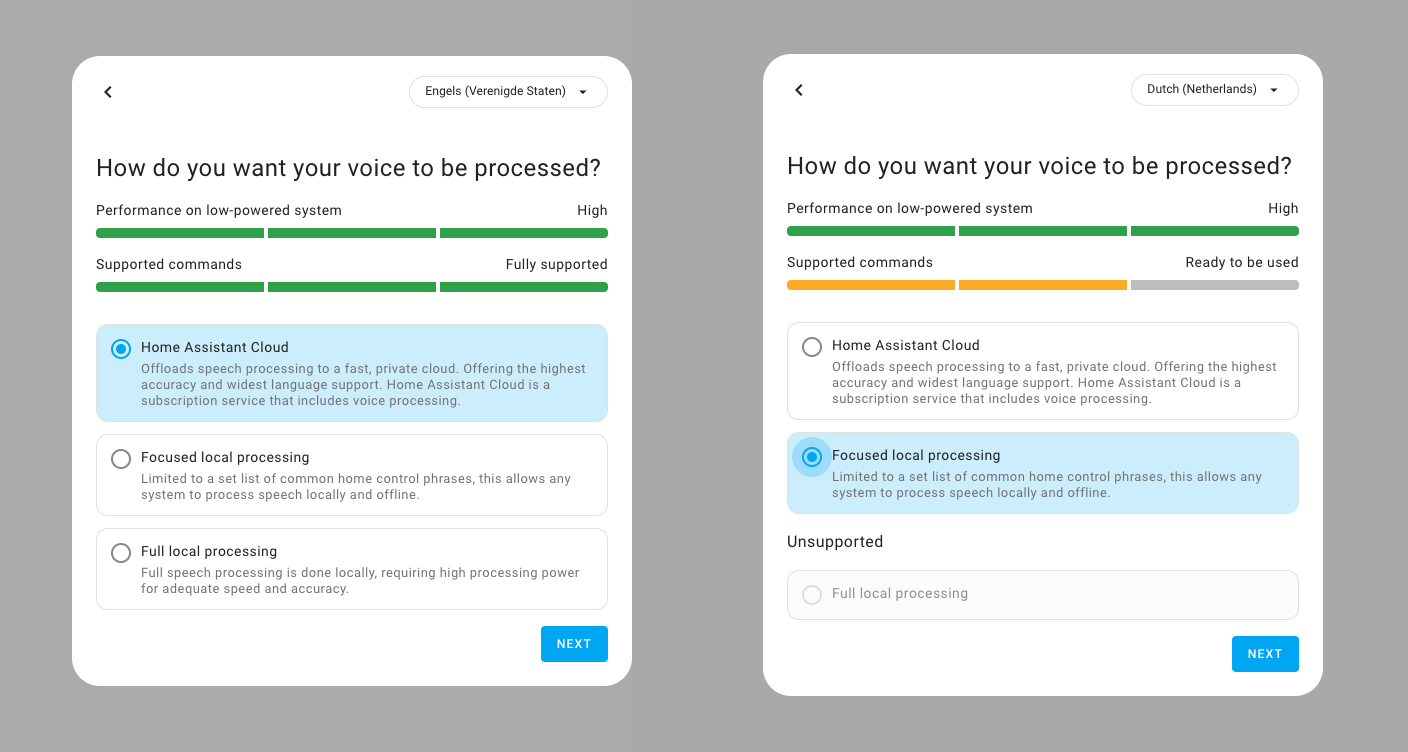 Engels (Verenigde Staten)
How do you want your voice to be processed?
Performance on low-powered system High
Supported commands Fully supported
Home Assistant Cloud
Offloads speech processing to a fast, private cloud. Offering the highest
accuracy and widest language support. Home Assistant Cloud is a
subscription service that includes voice processing.
Focused local processing
Limited to a set list of common home control phrases, this allows any
system to process speech locally and offline.
Full local processing
Full speech processing is done locally, requiring high processing power
for adequate speed and accuracy.
NEXT
Dutch (Netherlands)
How do you want your voice to be processed?
Performance on low-powered system High
Supported commands Ready to be used
Home Assistant Cloud
Offloads speech processing to a fast, private cloud. Offering the highest
accuracy and widest language support. Home Assistant Cloud is a
subscription service that includes voice processing.
Focused local processing
Limited to a set list of common home control phrases, this allows any
system to process speech locally and offline.
Unsupported
Full local processing
NEXT